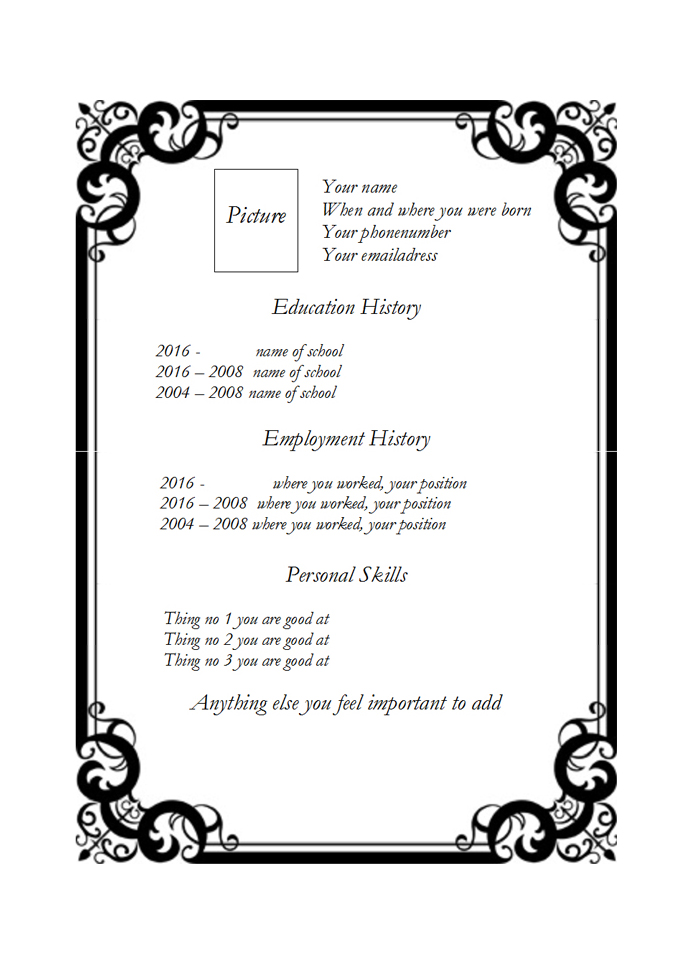 Picture
Your name
When and where you were born
Your phonenumber
Your emailadress
Education History
2016 - name of school
2016 – 2008 name of school
2004 – 2008 name of school
Employment History
2016 - where you worked, your position
2016 – 2008 where you worked, your position
2004 – 2008 where you worked, your position
Personal Skills
Thing no 1 you are good at
Thing no 2 you are good at
Thing no 3 you are good at
Anything else you feel important to add